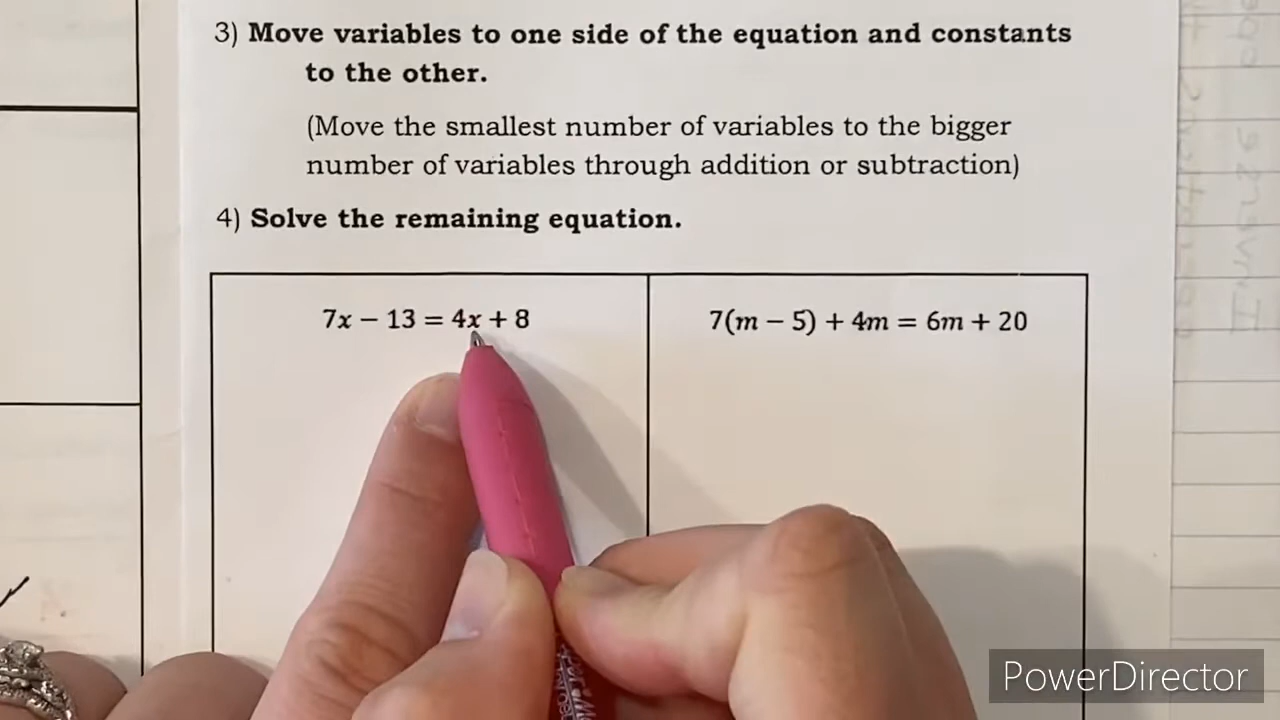 3) Move variables to one side of the equation and constants
to the other.
(Move the smallest number of variables to the bigger
number of variables through addition or subtraction)
4) Solve the remaining equation.
7x − 13 = 4x + 8
7(m − 5) + 4m = 6m + 20
PowerDirector